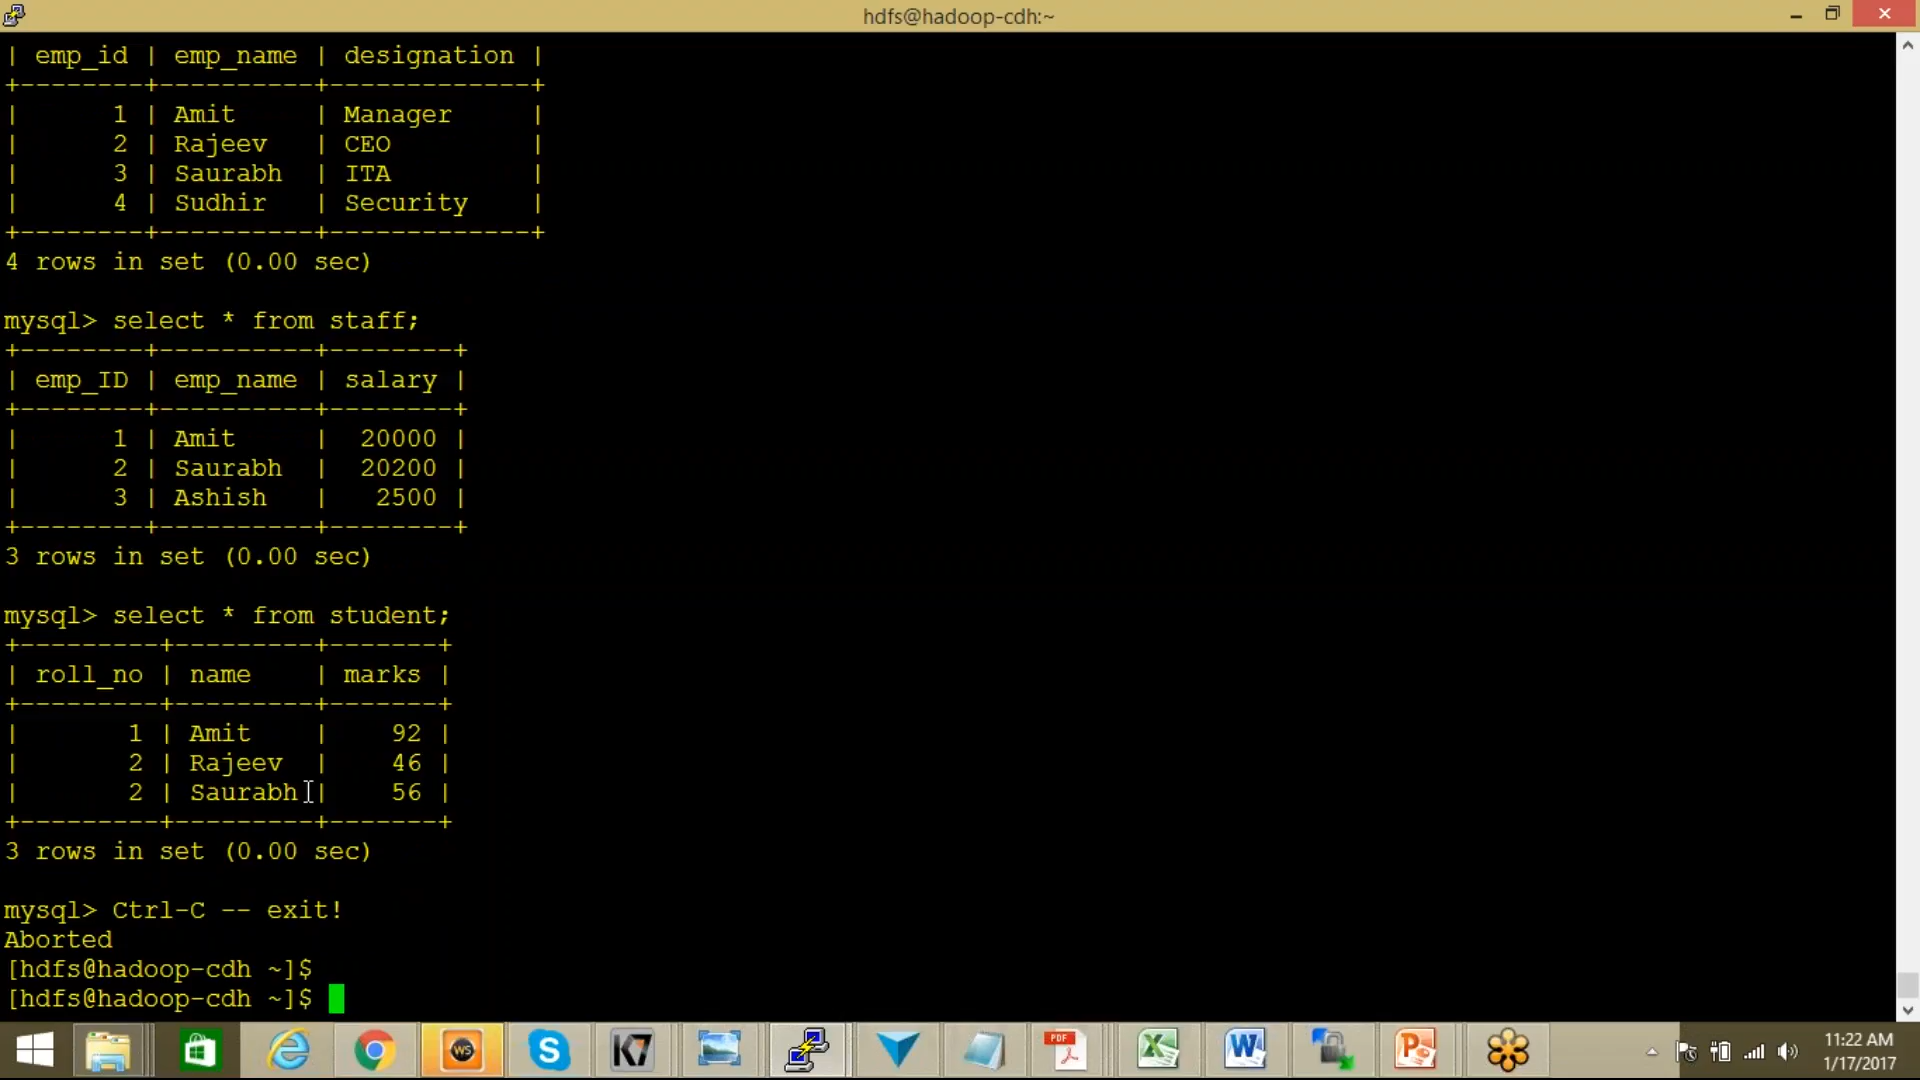 hdfs@hadoop-cdh:~
| emp_id | emp_name | designation |
+--------+----------+-------------+
|      1 | Amit     | Manager     |
|      2 | Rajeev   | CEO         |
|      3 | Saurabh  | ITA         |
|      4 | Sudhir   | Security    |
+--------+----------+-------------+
4 rows in set (0.00 sec)
mysql> select * from staff;
+--------+----------+--------+
| emp_ID | emp_name | salary |
+--------+----------+--------+
|      1 | Amit     |  20000 |
|      2 | Saurabh  |  20200 |
|      3 | Ashish   |   2500 |
+--------+----------+--------+
3 rows in set (0.00 sec)
mysql> select * from student;
+---------+---------+-------+
| roll_no | name    | marks |
+---------+---------+-------+
|       1 | Amit    |    92 |
|       2 | Rajeev  |    46 |
|       2 | Saurabh |    56 |
+---------+---------+-------+
3 rows in set (0.00 sec)
mysql> Ctrl-C -- exit!
Aborted
[hdfs@hadoop-cdh ~]$
[hdfs@hadoop-cdh ~]$
WS
S
K7
PDF
X
W
P
11:22 AM
1/17/2017